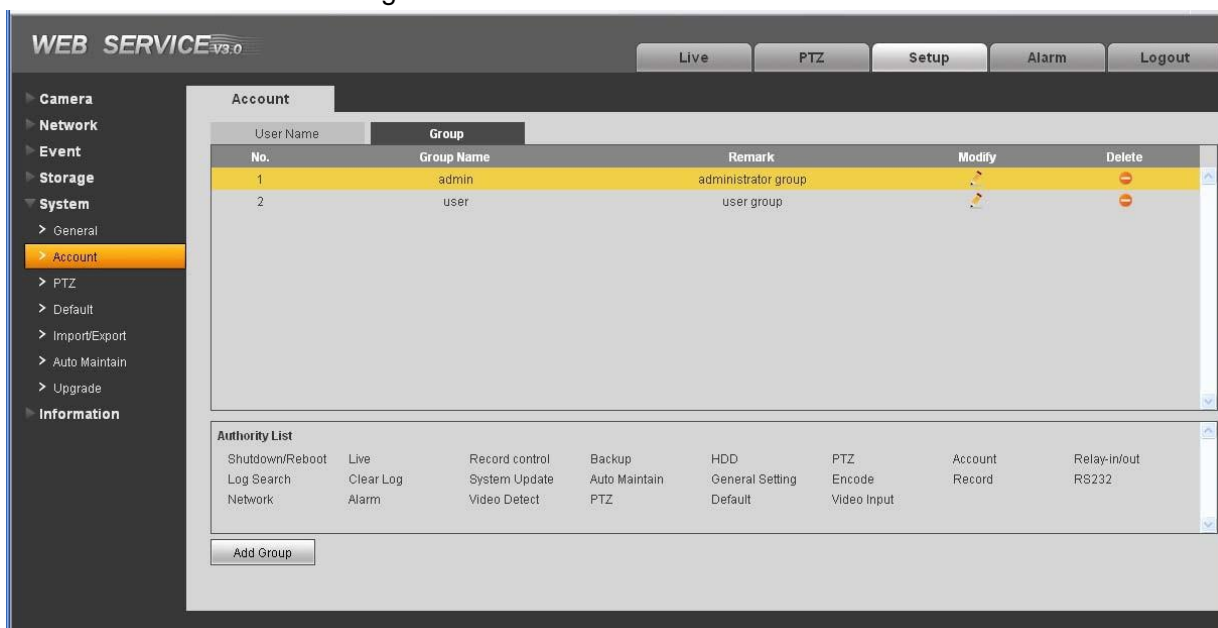 WEB SERVICE V3.0
Live PTZ Setup Alarm Logout
Camera
Network
Event
Storage
System
General
Account
PTZ
Default
Import/Export
Auto Maintain
Upgrade
Information
Account
User Name Group
No. Group Name Remark Modify Delete
1 admin administrator group
2 user user group
Authority List
Shutdown/Reboot Live Record control Backup HDD PTZ Account Relay-in/out
Log Search Clear Log System Update Auto Maintain General Setting Encode Record RS232
Network Alarm Video Detect PTZ Default Video Input
Add Group